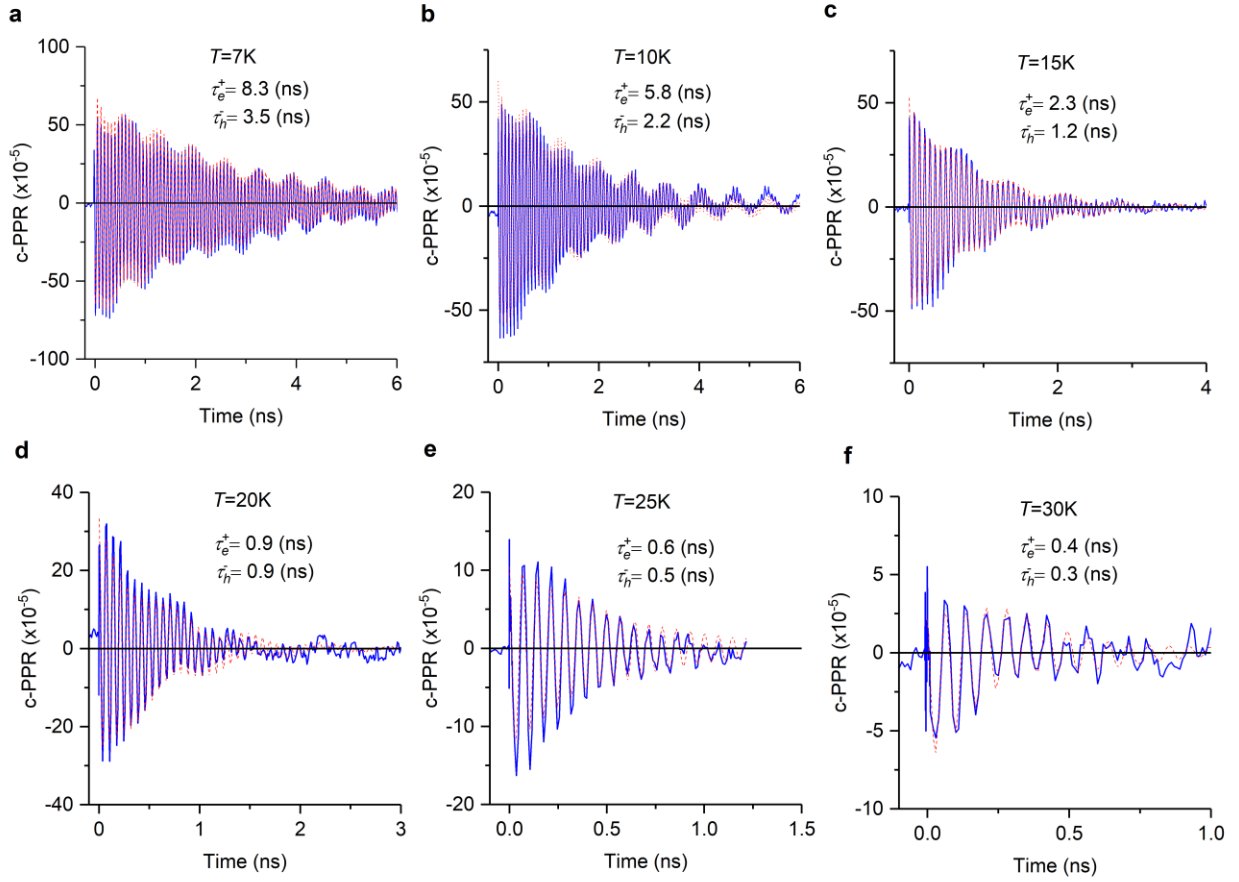 a
T=7K
τe+= 8.3 (ns)
τh-= 3.5 (ns)
c-PPR (x10-5)
100
50
0
-50
-100
0 2 4 6
Time (ns)
b
T=10K
τe+= 5.8 (ns)
τh-= 2.2 (ns)
c-PPR (x10-5)
50
0
-50
0 2 4 6
Time (ns)
c
T=15K
τe+= 2.3 (ns)
τh-= 1.2 (ns)
c-PPR (x10-5)
50
0
-50
0 2 4
Time (ns)
d
T=20K
τe+= 0.9 (ns)
τh-= 0.9 (ns)
c-PPR (x10-5)
40
20
0
-20
-40
0 1 2 3
Time (ns)
e
T=25K
τe+= 0.6 (ns)
τh-= 0.5 (ns)
c-PPR (x10-5)
20
10
0
-10
-20
0.0 0.5 1.0 1.5
Time (ns)
f
T=30K
τe+= 0.4 (ns)
τh-= 0.3 (ns)
c-PPR (x10-5)
10
5
0
-5
-10
0.0 0.5 1.0
Time (ns)